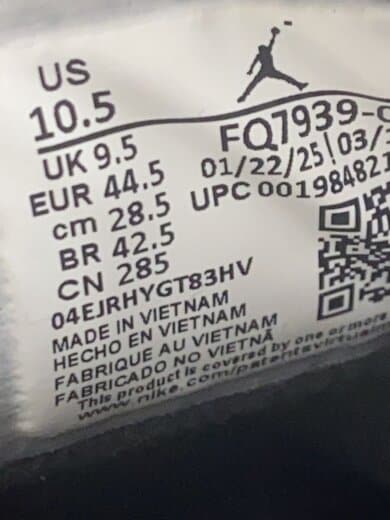 US
10.5
UK 9.5
EUR 44.5
cm 28.5
BR 42.5
CN 285
FQ7939-
01/22/25|03/
UPC 00198482
04EJRHYGT83HV
MADE IN VIETNAM
HECHO EN VIETNAM
FABRIQUE AU VIETNAM
FABRICADO NO VIETNÃ
This product is covered by one or more
www.nike.com/patents